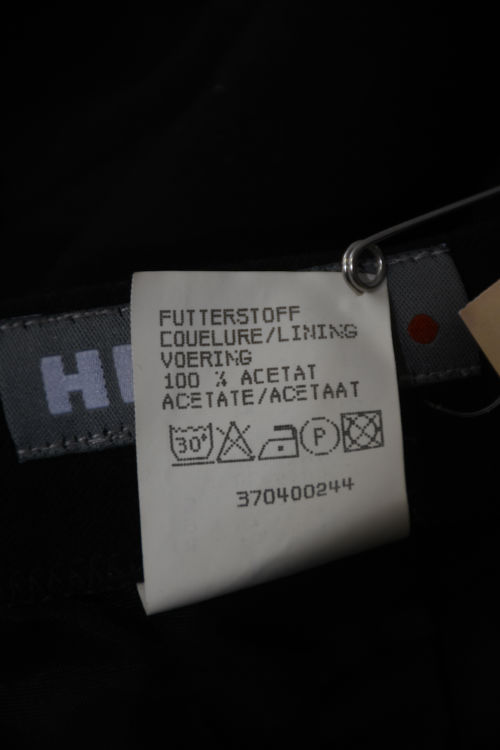 FUTTERSTOFF
COUELURE/LINING
VOERING
100 % ACETAT
ACETATE/ACETAAT
30° P
370400244